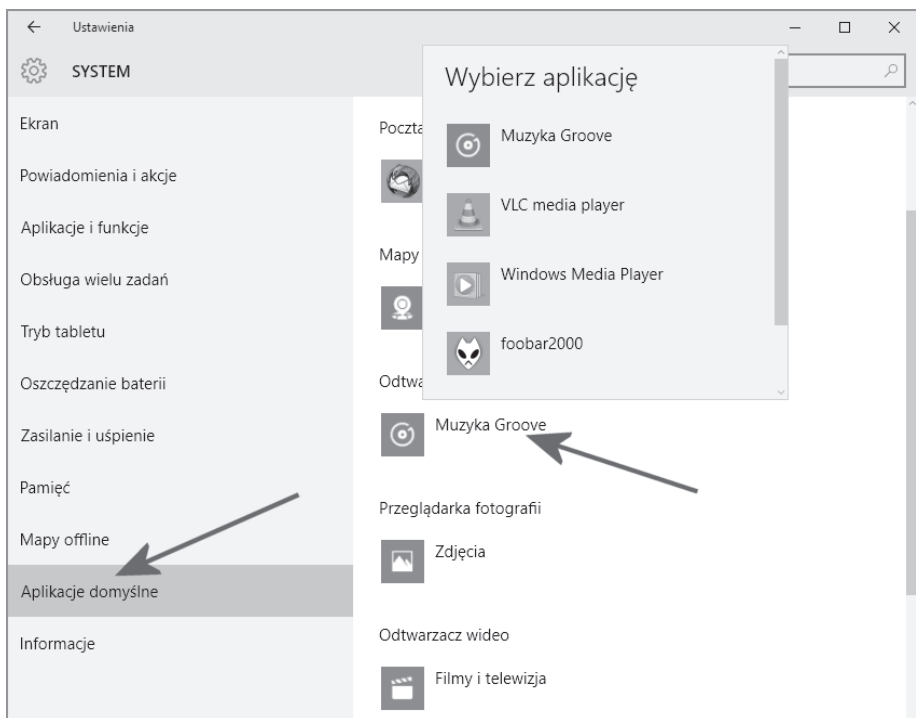 Ustawienia
SYSTEM
Ekran
Powiadomienia i akcje
Aplikacje i funkcje
Obsługa wielu zadań
Tryb tabletu
Oszczędzanie baterii
Zasilanie i uśpienie
Pamięć
Mapy offline
Aplikacje domyślne
Informacje
Poczta
Mapy
Odtwa
Muzyka Groove
Przeglądarka fotografii
Zdjęcia
Odtwarzacz wideo
Filmy i telewizja
Wybierz aplikację
Muzyka Groove
VLC media player
Windows Media Player
foobar2000